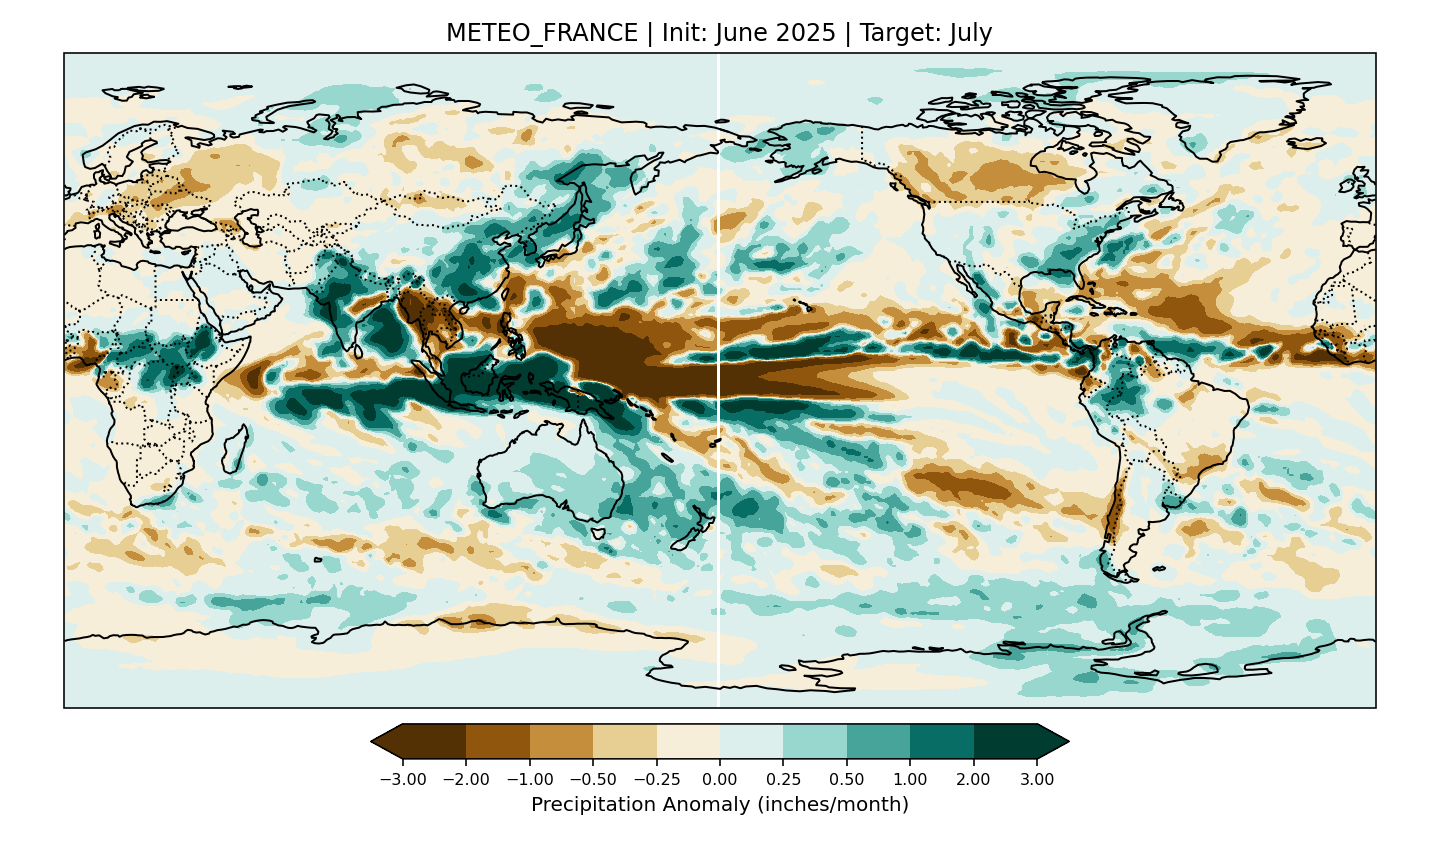 METEO_FRANCE | Init: June 2025 | Target: July
−3.00 −2.00 −1.00 −0.50 −0.25 0.00 0.25 0.50 1.00 2.00 3.00
Precipitation Anomaly (inches/month)